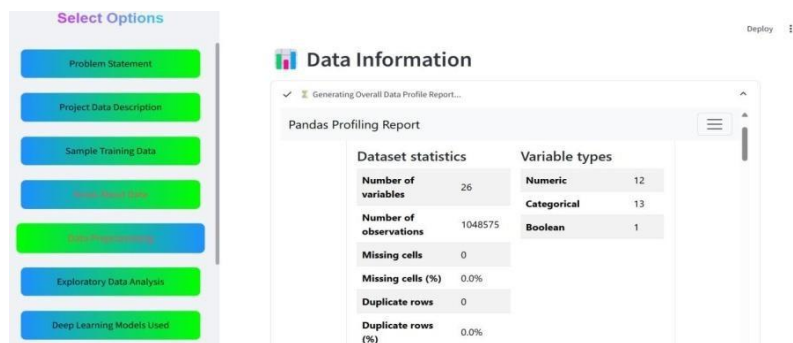 Select Options
Deploy
Problem Statement
Project Data Description
Sample Training Data
Data Preprocessing
Exploratory Data Analysis
Deep Learning Models Used
Data Information
Generating Overall Data Profile Report...
Pandas Profiling Report
Dataset statistics
Number of variables 26
Number of observations 1048575
Missing cells 0
Missing cells (%) 0.0%
Duplicate rows 0
Duplicate rows (%) 0.0%
Variable types
Numeric 12
Categorical 13
Boolean 1